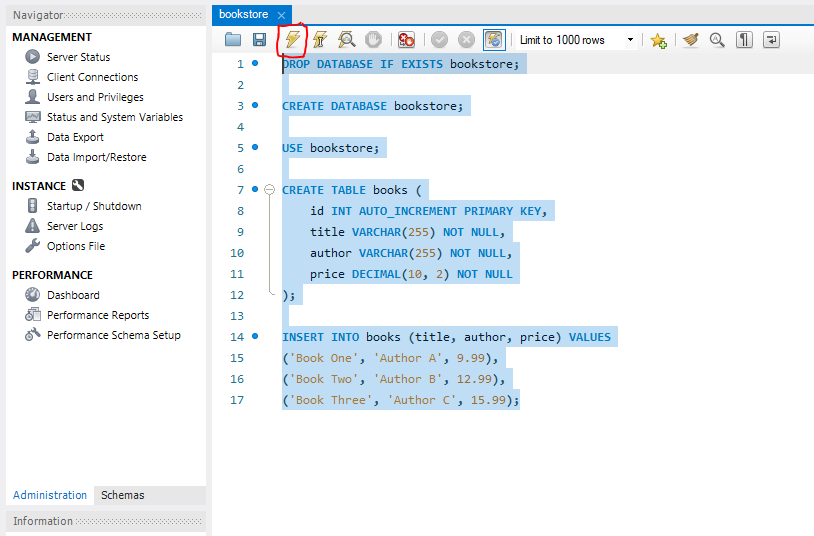 Navigator
MANAGEMENT
Server Status
Client Connections
Users and Privileges
Status and System Variables
Data Export
Data Import/Restore
INSTANCE
Startup / Shutdown
Server Logs
Options File
PERFORMANCE
Dashboard
Performance Reports
Performance Schema Setup
Administration Schemas
Information
bookstore
Limit to 1000 rows
1 DROP DATABASE IF EXISTS bookstore;
2
3 CREATE DATABASE bookstore;
4
5 USE bookstore;
6
7 CREATE TABLE books (
8 id INT AUTO_INCREMENT PRIMARY KEY,
9 title VARCHAR(255) NOT NULL,
10 author VARCHAR(255) NOT NULL,
11 price DECIMAL(10, 2) NOT NULL
12 );
13
14 INSERT INTO books (title, author, price) VALUES
15 ('Book One', 'Author A', 9.99),
16 ('Book Two', 'Author B', 12.99),
17 ('Book Three', 'Author C', 15.99);